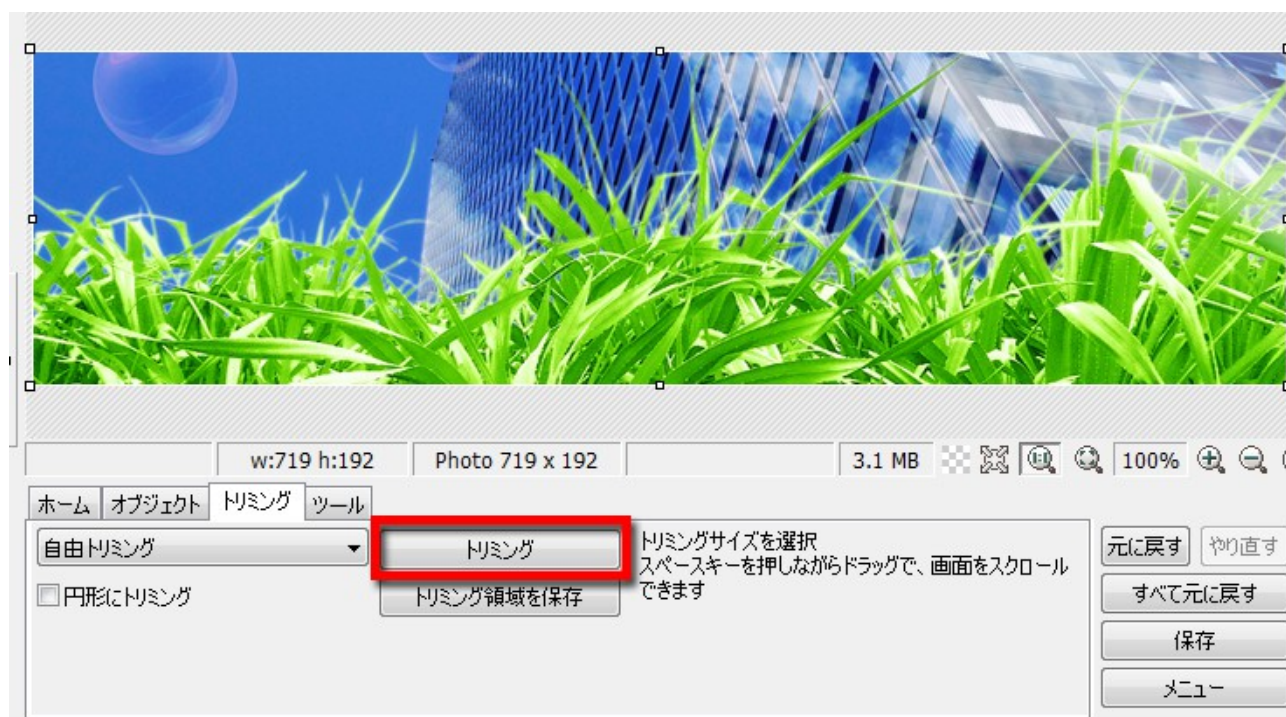 w:719 h:192 Photo 719 x 192 3.1 MB 100%
ホーム オブジェクト トリミング ツール
自由トリミング トリミング
トリミングサイズを選択
スペースキーを押しながらドラッグで、画面をスクロール
できます
円形にトリミング トリミング領域を保存
元に戻す やり直す
すべて元に戻す
保存
メニュー